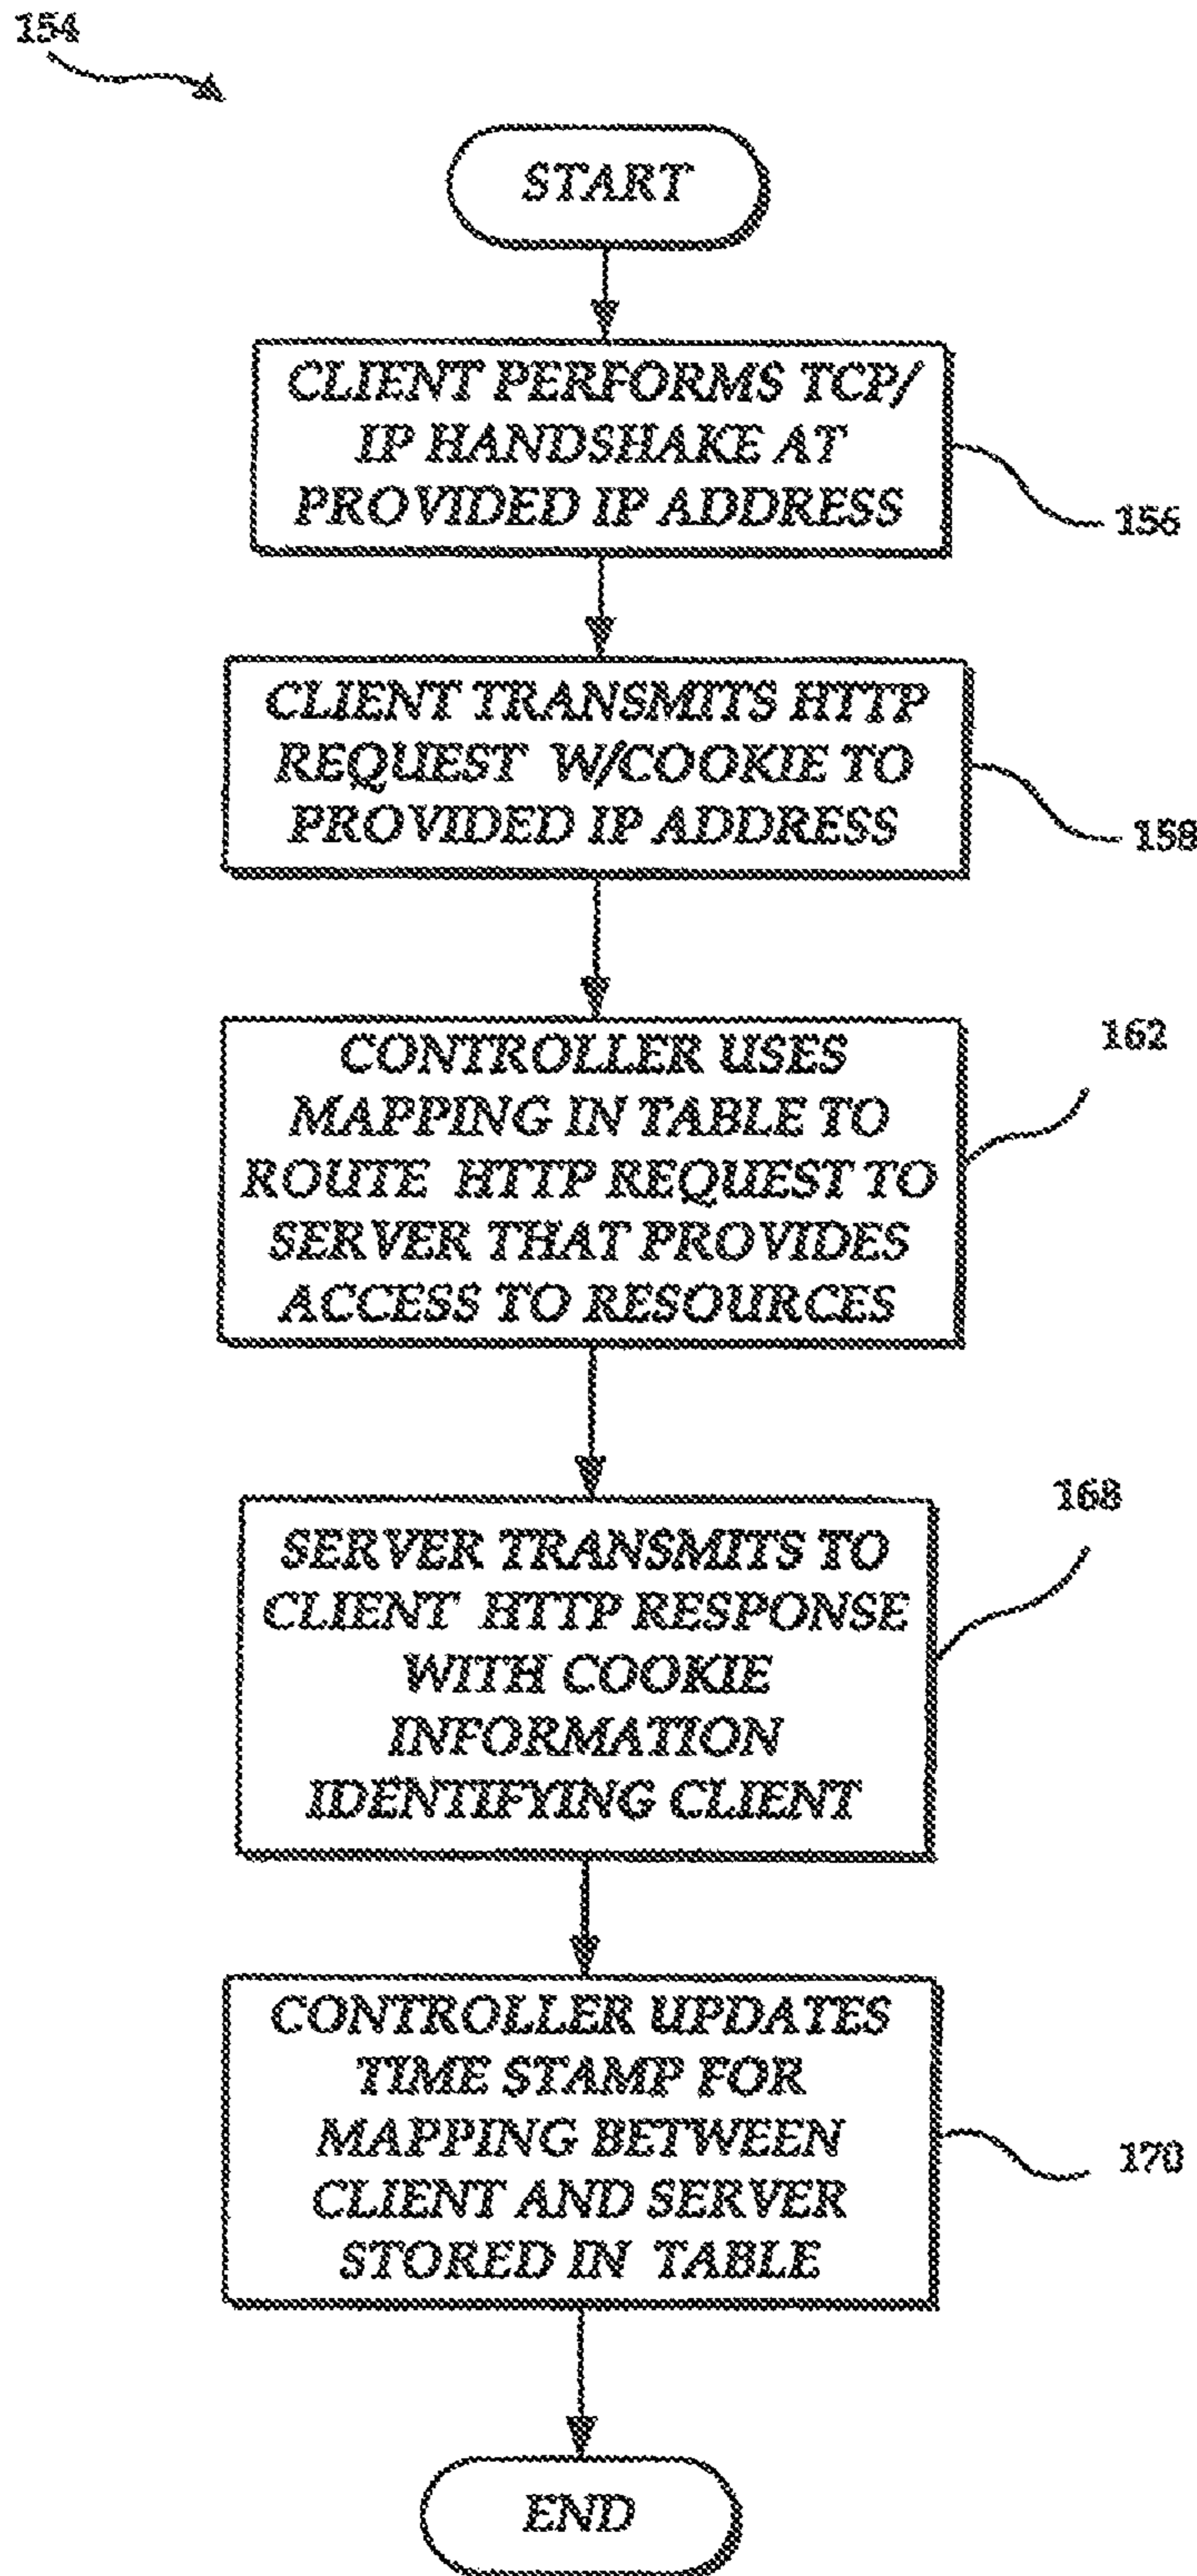 154
START
CLIENT PERFORMS TCP/
IP HANDSHAKE AT
PROVIDED IP ADDRESS
156
CLIENT TRANSMITS HTTP
REQUEST W/COOKIE TO
PROVIDED IP ADDRESS
158
CONTROLLER USES
MAPPING IN TABLE TO
ROUTE HTTP REQUEST TO
SERVER THAT PROVIDES
ACCESS TO RESOURCES
162
SERVER TRANSMITS TO
CLIENT HTTP RESPONSE
WITH COOKIE
INFORMATION
IDENTIFYING CLIENT
168
CONTROLLER UPDATES
TIME STAMP FOR
MAPPING BETWEEN
CLIENT AND SERVER
STORED IN TABLE
170
END